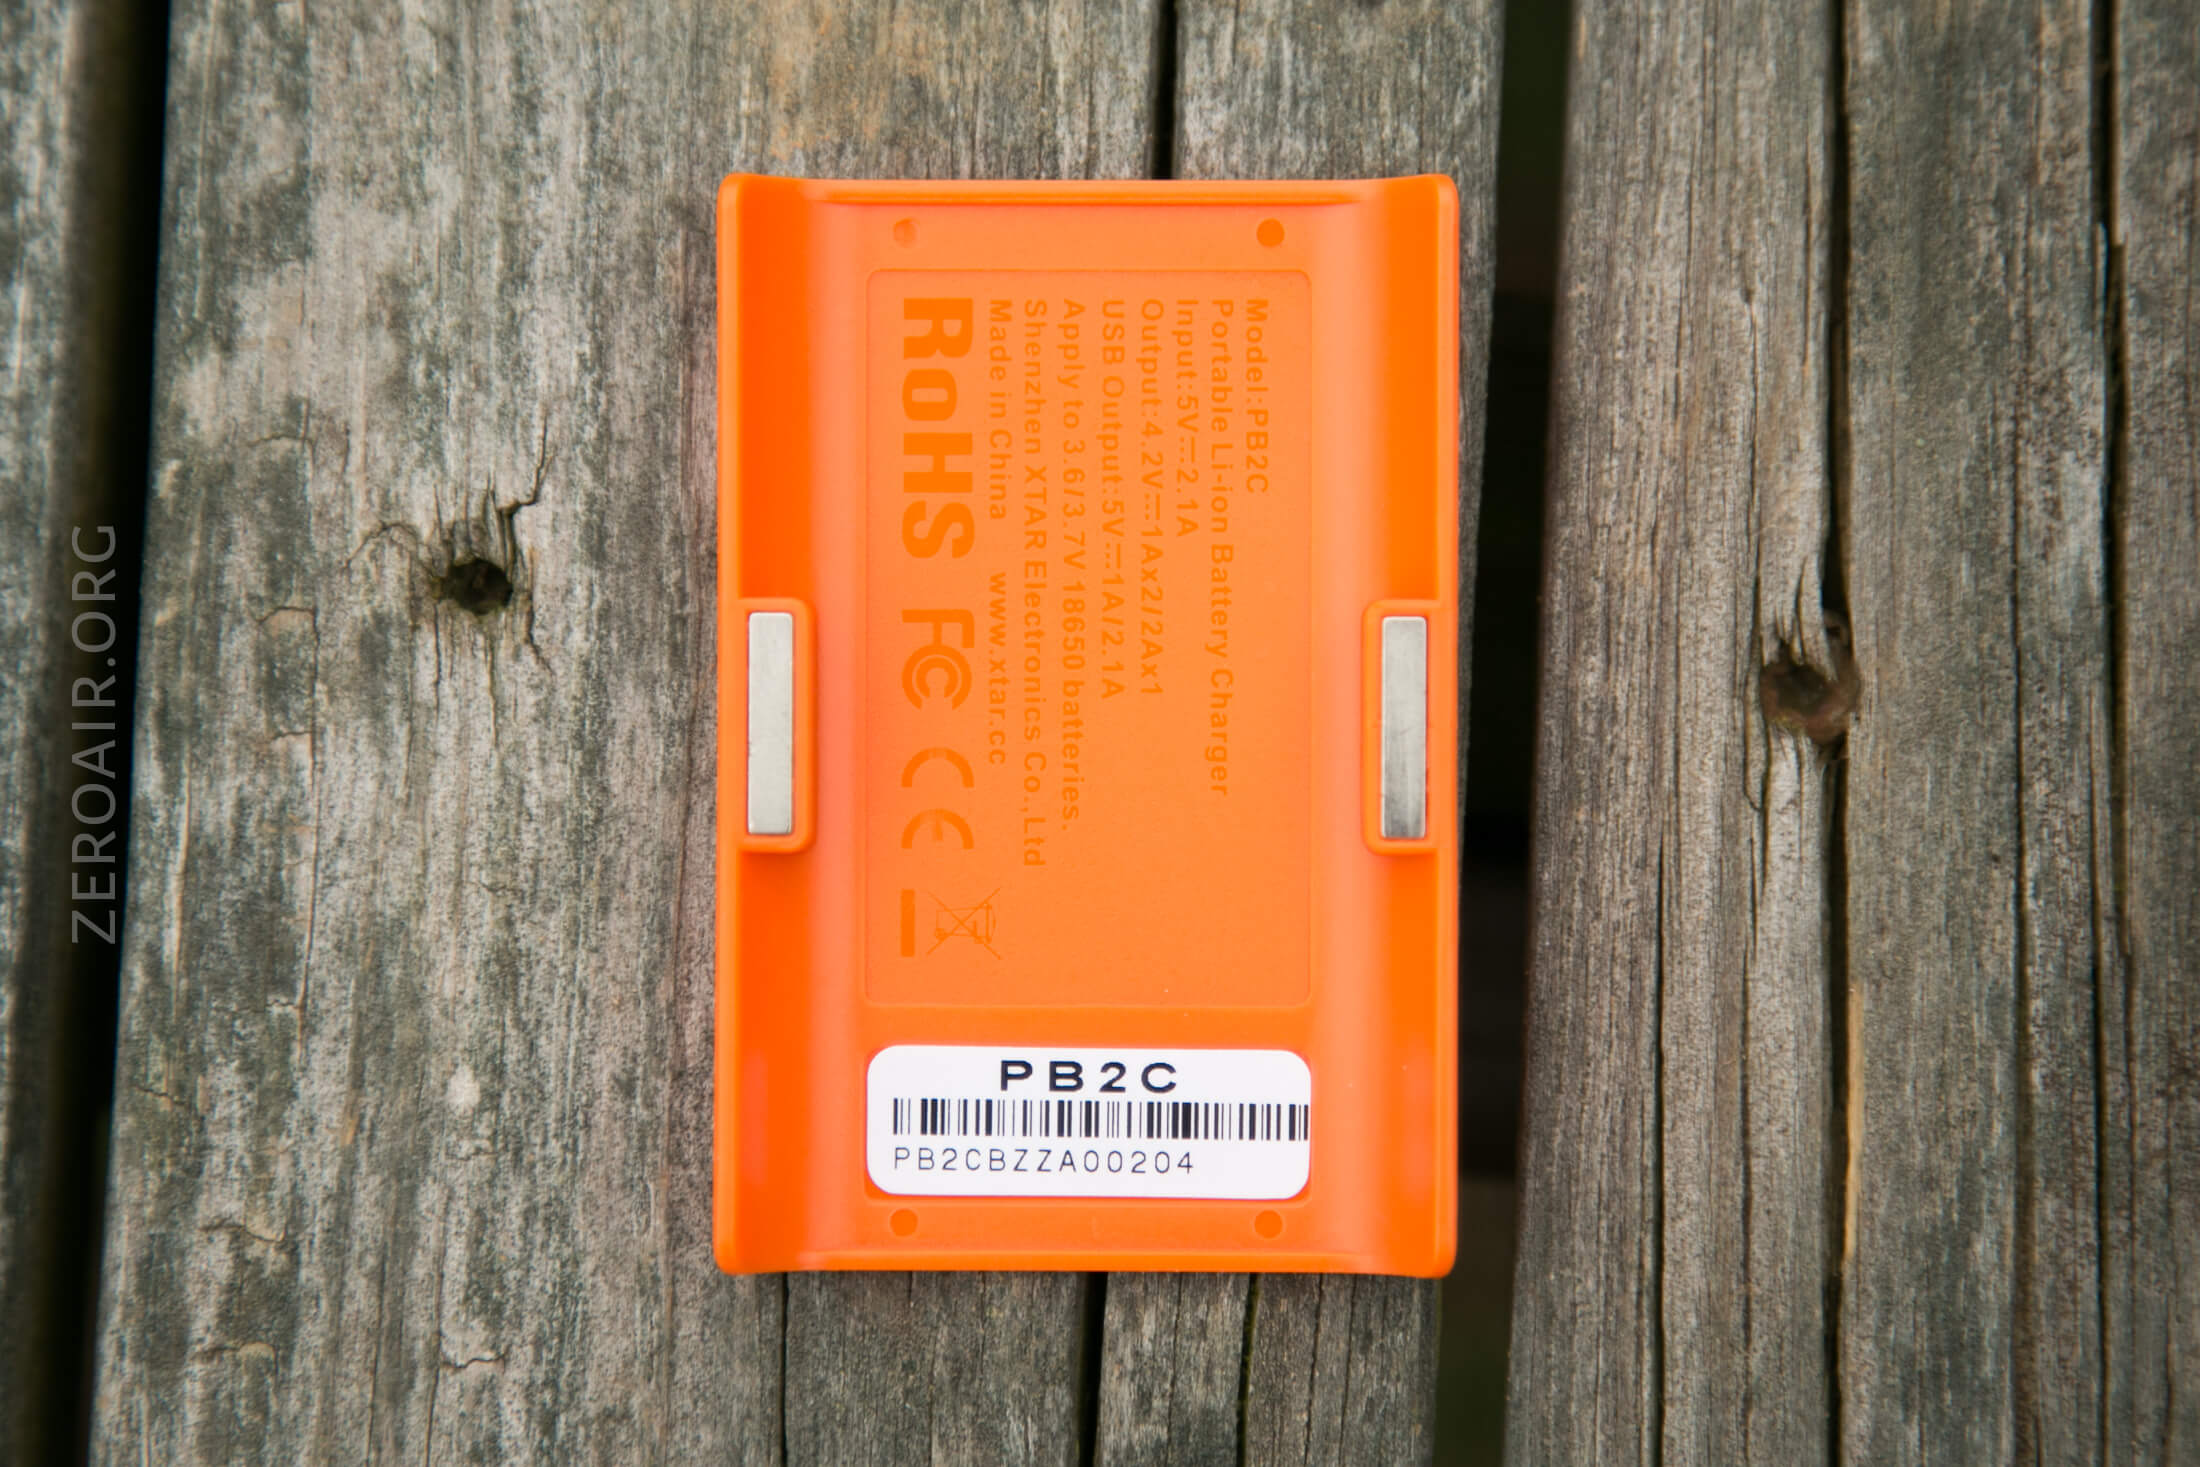 Model:PB2C
Portable Li-ion Battery Charger
Input:5V⎓2.1A
Output:4.2V⎓1Ax2/2Ax1
USB Output:5V⎓1A/2.1A
Apply to 3.6/3.7V 18650 batteries.
Shenzhen XTAR Electronics Co.,Ltd
Made in China www.xtar.cc
RoHS FC CE
PB2C
PB2CBZZA00204
ZEROAIR.ORG